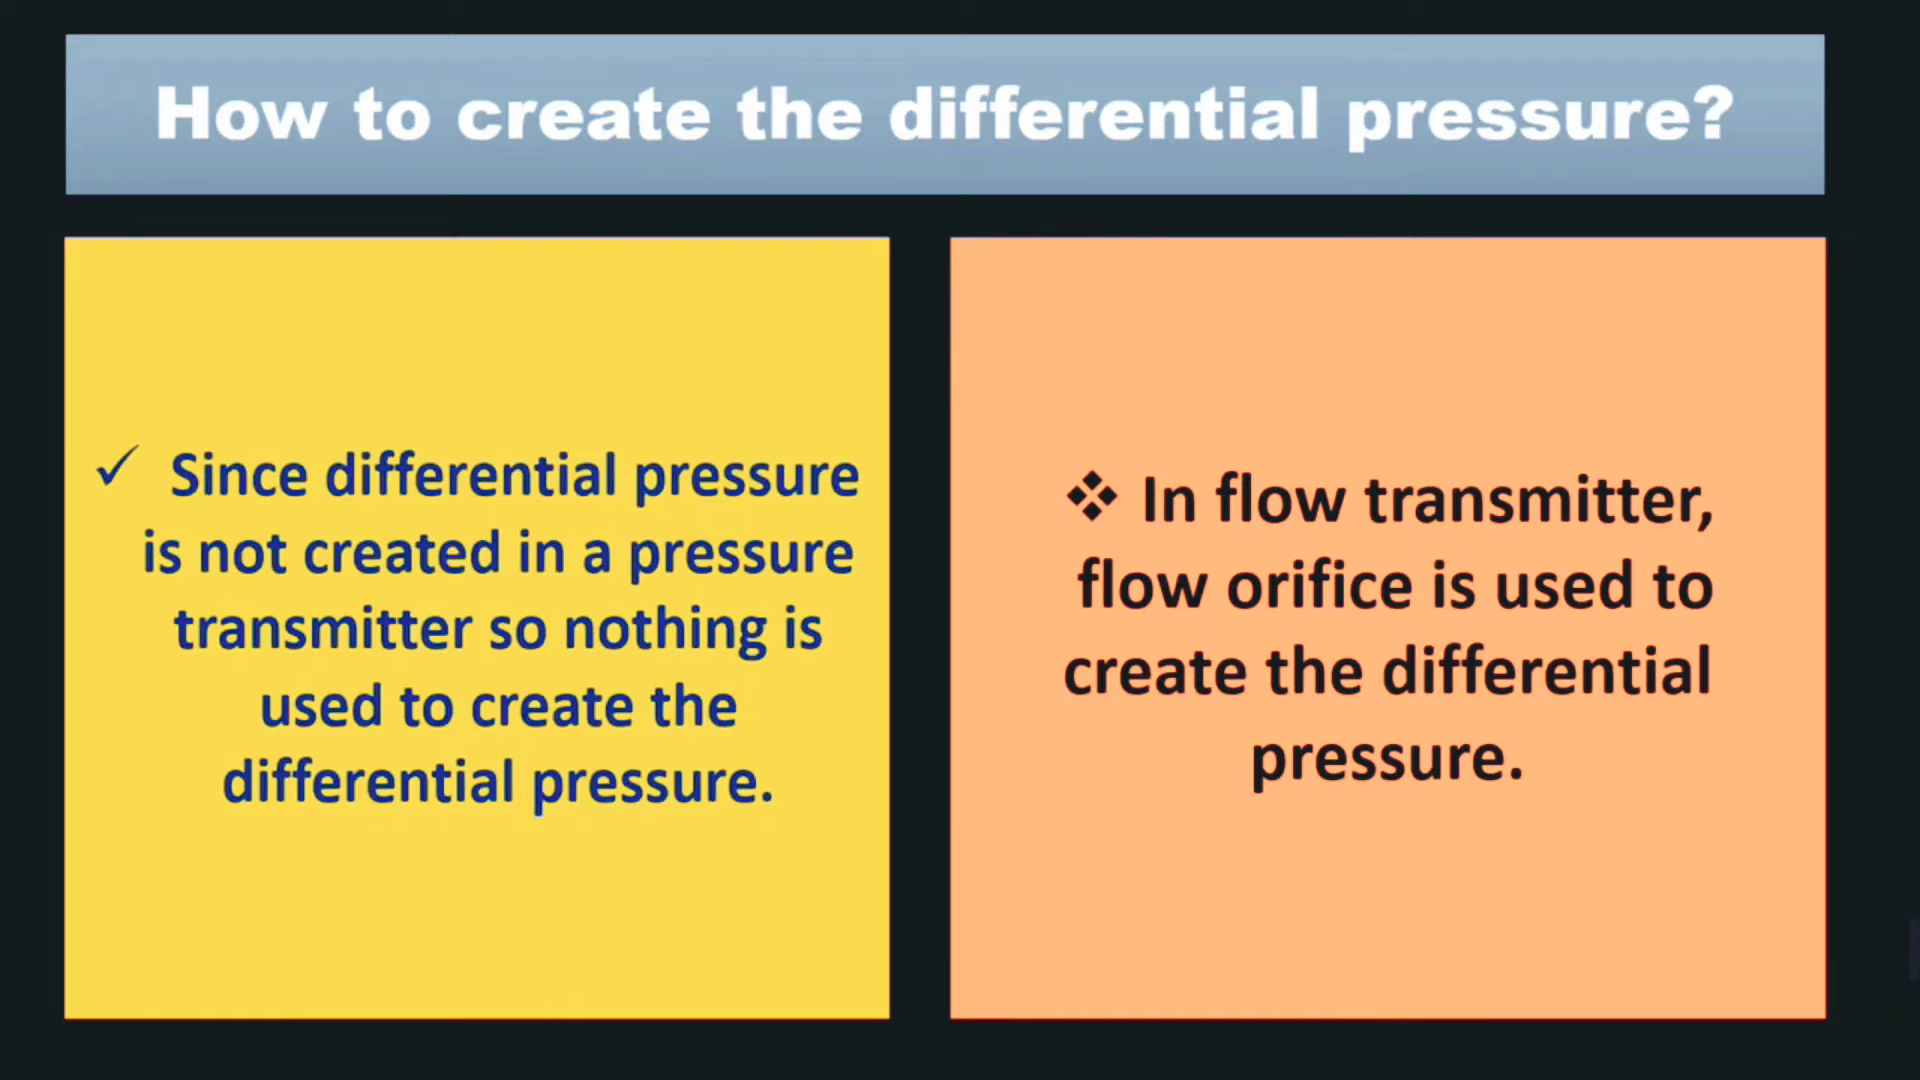 How to create the differential pressure?
✓ Since differential pressure
is not created in a pressure
transmitter so nothing is
used to create the
differential pressure.
❖ In flow transmitter,
flow orifice is used to
create the differential
pressure.